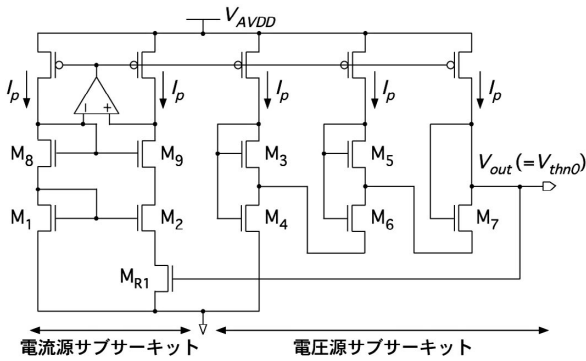 V_AVDD
I_p
I_p
I_p
I_p
I_p
− +
M_8
M_9
M_3
M_5
V_out (=V_thn0)
M_1
M_2
M_4
M_6
M_7
M_R1
電流源サブサーキット
電圧源サブサーキット